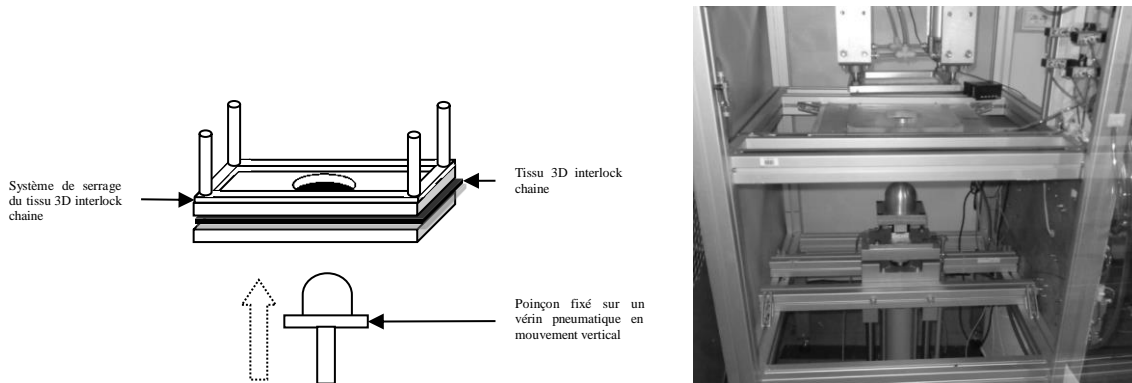 Système de serrage
du tissu 3D interlock
chaine
Tissu 3D interlock
chaine
Poinçon fixé sur un
vérin pneumatique en
mouvement vertical